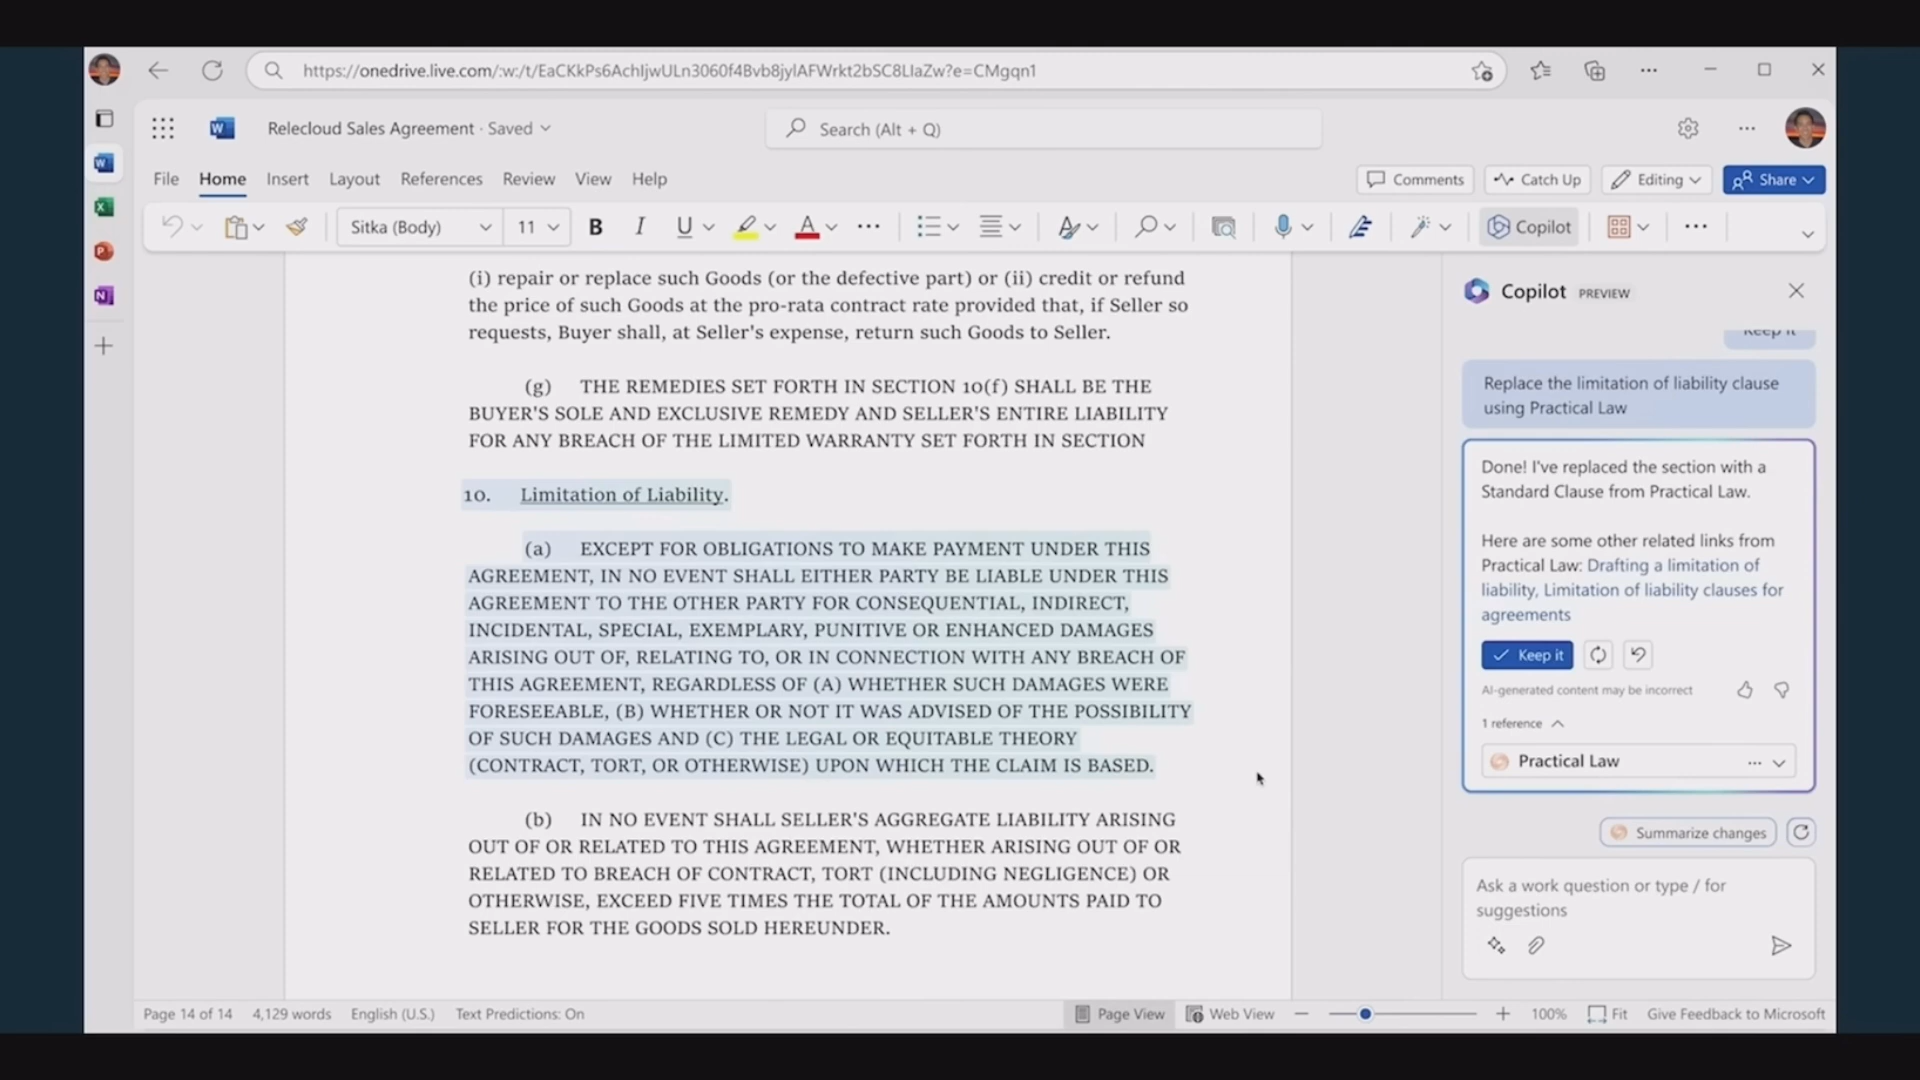 https://onedrive.live.com/:w:/t/EaCKkPs6AchIjwULn3060f4Bvb8jylAFWrkt2bSC8LIaZw?e=CMgqn1
Relecloud Sales Agreement · Saved
Search (Alt + Q)
File Home Insert Layout References Review View Help
Comments Catch Up Editing Share
Sitka (Body) 11 B I U A Copilot
(i) repair or replace such Goods (or the defective part) or (ii) credit or refund
the price of such Goods at the pro-rata contract rate provided that, if Seller so
requests, Buyer shall, at Seller's expense, return such Goods to Seller.
(g) THE REMEDIES SET FORTH IN SECTION 10(f) SHALL BE THE
BUYER'S SOLE AND EXCLUSIVE REMEDY AND SELLER'S ENTIRE LIABILITY
FOR ANY BREACH OF THE LIMITED WARRANTY SET FORTH IN SECTION
10. Limitation of Liability.
(a) EXCEPT FOR OBLIGATIONS TO MAKE PAYMENT UNDER THIS
AGREEMENT, IN NO EVENT SHALL EITHER PARTY BE LIABLE UNDER THIS
AGREEMENT TO THE OTHER PARTY FOR CONSEQUENTIAL, INDIRECT,
INCIDENTAL, SPECIAL, EXEMPLARY, PUNITIVE OR ENHANCED DAMAGES
ARISING OUT OF, RELATING TO, OR IN CONNECTION WITH ANY BREACH OF
THIS AGREEMENT, REGARDLESS OF (A) WHETHER SUCH DAMAGES WERE
FORESEEABLE, (B) WHETHER OR NOT IT WAS ADVISED OF THE POSSIBILITY
OF SUCH DAMAGES AND (C) THE LEGAL OR EQUITABLE THEORY
(CONTRACT, TORT, OR OTHERWISE) UPON WHICH THE CLAIM IS BASED.
(b) IN NO EVENT SHALL SELLER'S AGGREGATE LIABILITY ARISING
OUT OF OR RELATED TO THIS AGREEMENT, WHETHER ARISING OUT OF OR
RELATED TO BREACH OF CONTRACT, TORT (INCLUDING NEGLIGENCE) OR
OTHERWISE, EXCEED FIVE TIMES THE TOTAL OF THE AMOUNTS PAID TO
SELLER FOR THE GOODS SOLD HEREUNDER.
Copilot PREVIEW
Keep it
Replace the limitation of liability clause
using Practical Law
Done! I've replaced the section with a
Standard Clause from Practical Law.
Here are some other related links from
Practical Law: Drafting a limitation of
liability, Limitation of liability clauses for
agreements
Keep it
AI-generated content may be incorrect
1 reference
Practical Law
Summarize changes
Ask a work question or type / for
suggestions
Page 14 of 14 4,129 words English (U.S.) Text Predictions: On
Page View Web View 100% Fit Give Feedback to Microsoft